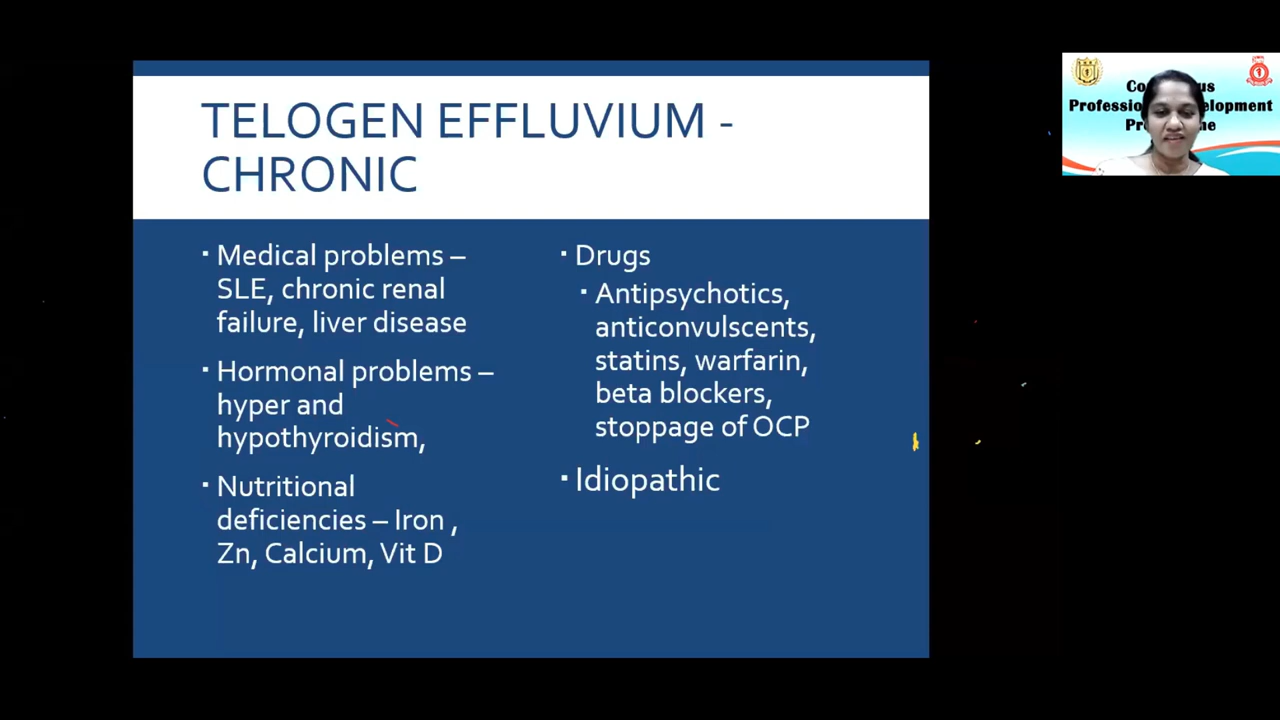 TELOGEN EFFLUVIUM -
CHRONIC
▪ Medical problems –
SLE, chronic renal
failure, liver disease
▪ Hormonal problems –
hyper and
hypothyroidism,
▪ Nutritional
deficiencies – Iron ,
Zn, Calcium, Vit D
▪ Drugs
▪ Antipsychotics,
anticonvulscents,
statins, warfarin,
beta blockers,
stoppage of OCP
▪ Idiopathic